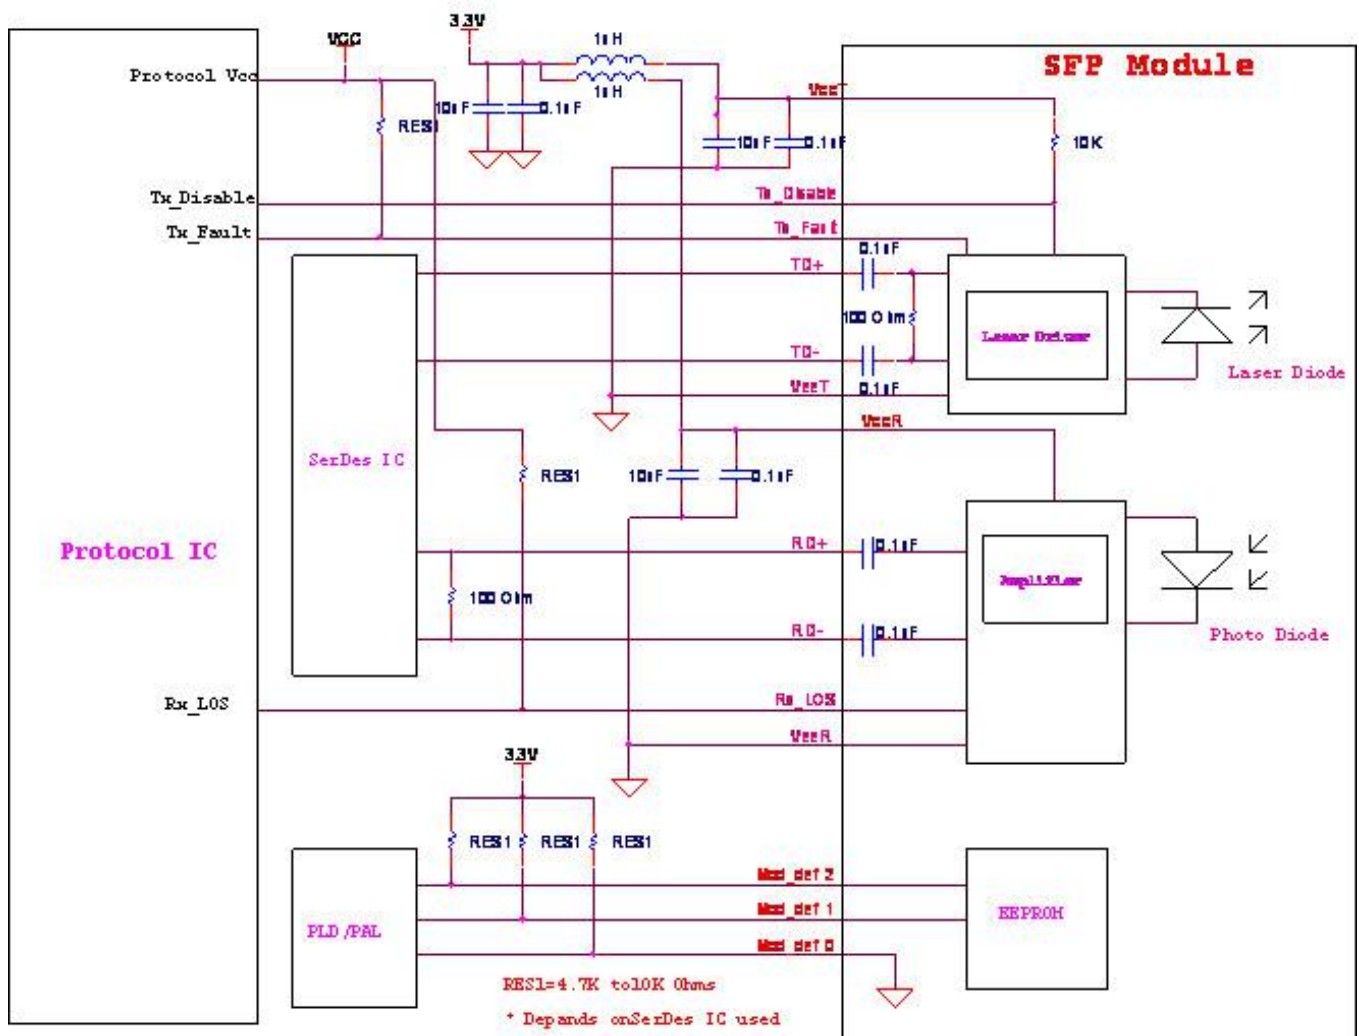 3.3V
1uH
VCC
SFP Module
Protocol Vcc
1uH
VccT
10uF
0.1uF
RES1
10uF
0.1uF
10K
Tx_Disable
Tx_Disable
Tx_Fault
Tx_Fault
0.1uF
TD+
100 Ohm
Laser Driver
TD-
Laser Diode
VeeT
0.1uF
VccR
SerDes IC
RES1
10uF
0.1uF
Protocol IC
RD+
0.1uF
Amplifier
100 Ohm
RD-
0.1uF
Photo Diode
Rx_LOS
Rx_LOS
VeeR
3.3V
RES1
RES1
RES1
Mod_def 2
Mod_def 1
EEPROM
PLD/PAL
Mod_def 0
RES1=4.7K to10K Ohms
* Depands onSerDes IC used